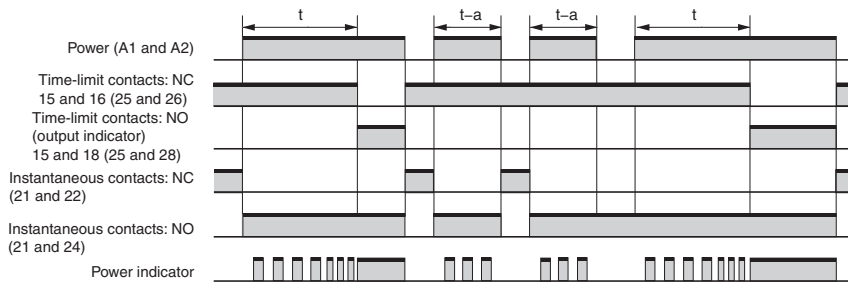 t t–a t–a t
Power (A1 and A2)
Time-limit contacts: NC
15 and 16 (25 and 26)
Time-limit contacts: NO
(output indicator)
15 and 18 (25 and 28)
Instantaneous contacts: NC
(21 and 22)
Instantaneous contacts: NO
(21 and 24)
Power indicator